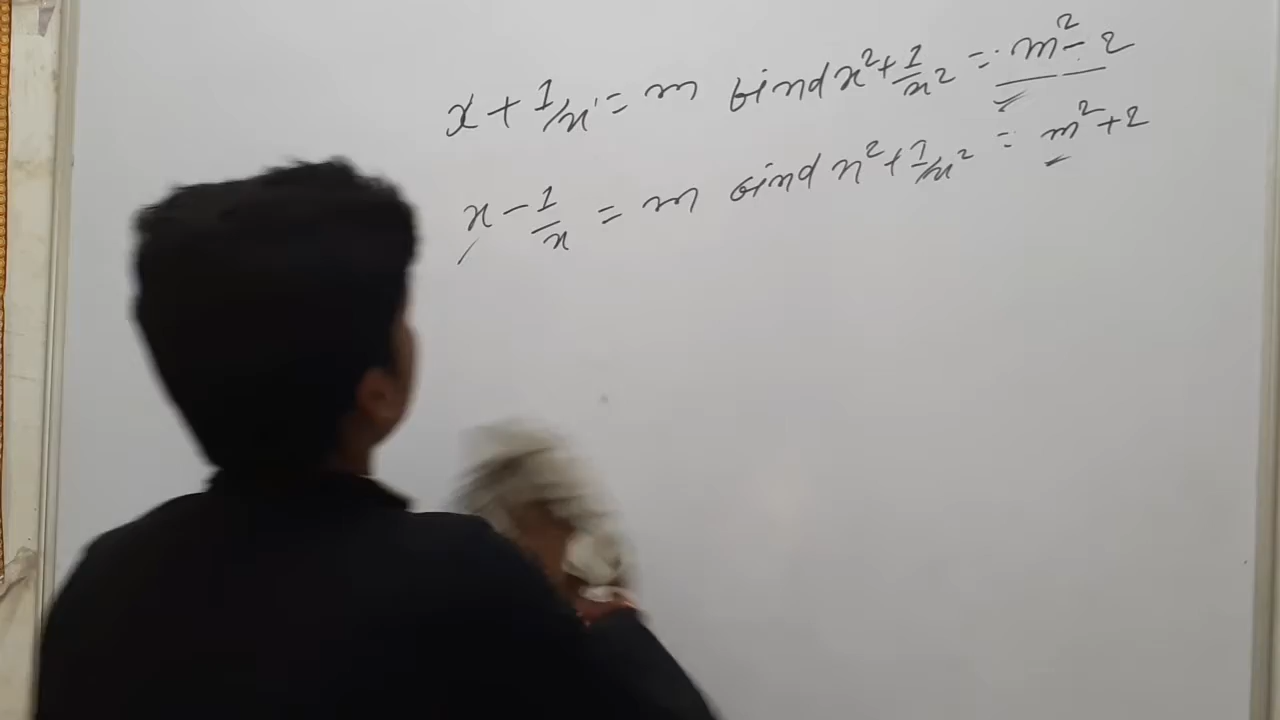 x + 1/x = m find x² + 1/x² = m² - 2
x - 1/x = m find x² + 1/x² = m² + 2